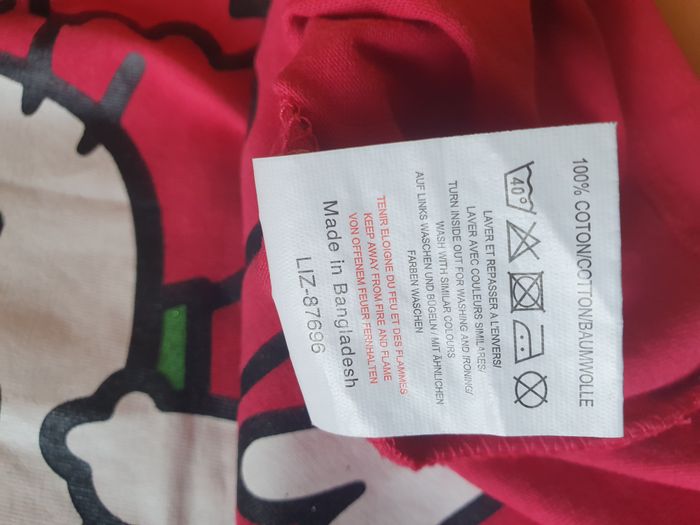 100% COTON/COTTON/BAUMWOLLE
40°
LAVER ET REPASSER A L'ENVERS/
LAVER AVEC COULEURS SIMILARES/
TURN INSIDE OUT FOR WASHING AND IRONING/
WASH WITH SIMILAR COLOURS
AUF LINKS WASCHEN UND BÜGELN / MIT ÄHNLICHEN
FARBEN WASCHEN
TENIR ELOIGNE DU FEU ET DES FLAMMES
KEEP AWAY FROM FIRE AND FLAME
VON OFFENEM FEUER FERNHALTEN
Made in Bangladesh
LIZ-87696